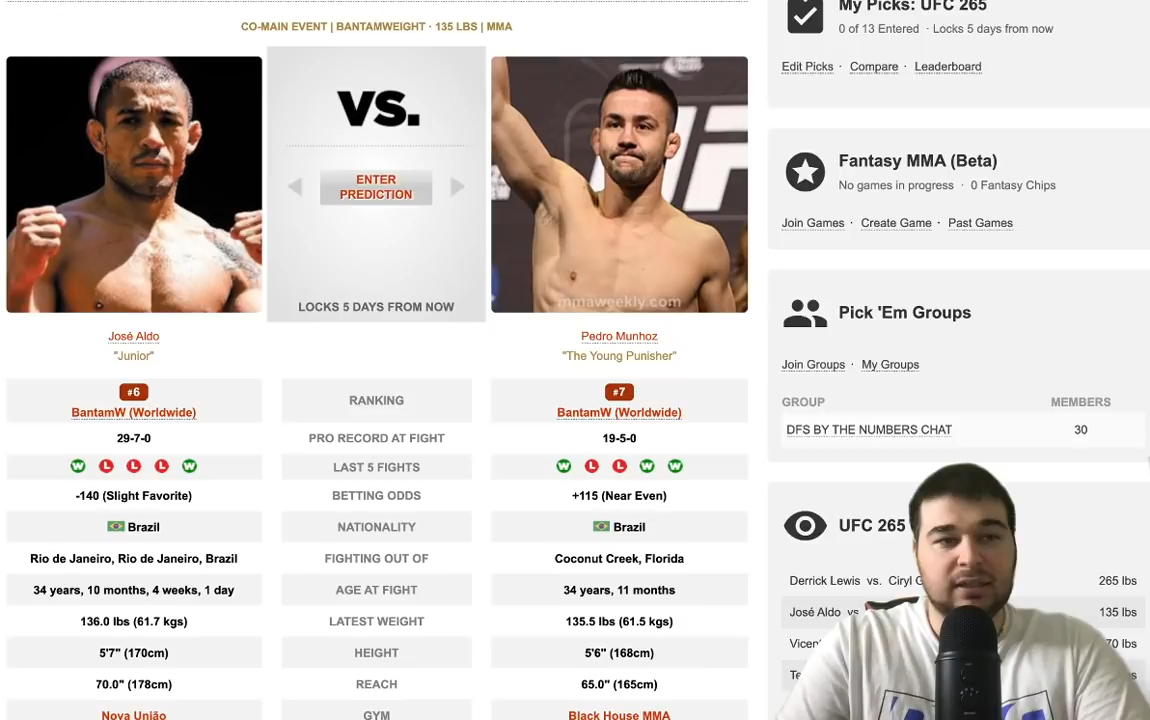 CO-MAIN EVENT | BANTAMWEIGHT · 135 LBS | MMA
VS.
ENTER
PREDICTION
LOCKS 5 DAYS FROM NOW
mmaweekly.com
José Aldo
"Junior"
Pedro Munhoz
"The Young Punisher"
#6
BantamW (Worldwide)
RANKING
#7
BantamW (Worldwide)
29-7-0 PRO RECORD AT FIGHT 19-5-0
W L L L W LAST 5 FIGHTS W L L W W
-140 (Slight Favorite) BETTING ODDS +115 (Near Even)
Brazil NATIONALITY Brazil
Rio de Janeiro, Rio de Janeiro, Brazil FIGHTING OUT OF Coconut Creek, Florida
34 years, 10 months, 4 weeks, 1 day AGE AT FIGHT 34 years, 11 months
136.0 lbs (61.7 kgs) LATEST WEIGHT 135.5 lbs (61.5 kgs)
5'7" (170cm) HEIGHT 5'6" (168cm)
70.0" (178cm) REACH 65.0" (165cm)
Nova União GYM Black House MMA
My Picks: UFC 265
0 of 13 Entered · Locks 5 days from now
Edit Picks · Compare · Leaderboard
Fantasy MMA (Beta)
No games in progress · 0 Fantasy Chips
Join Games · Create Game · Past Games
Pick 'Em Groups
Join Groups · My Groups
GROUP MEMBERS
DFS BY THE NUMBERS CHAT 30
UFC 265
Derrick Lewis vs. Ciryl 265 lbs
José Aldo vs 135 lbs
70 lbs